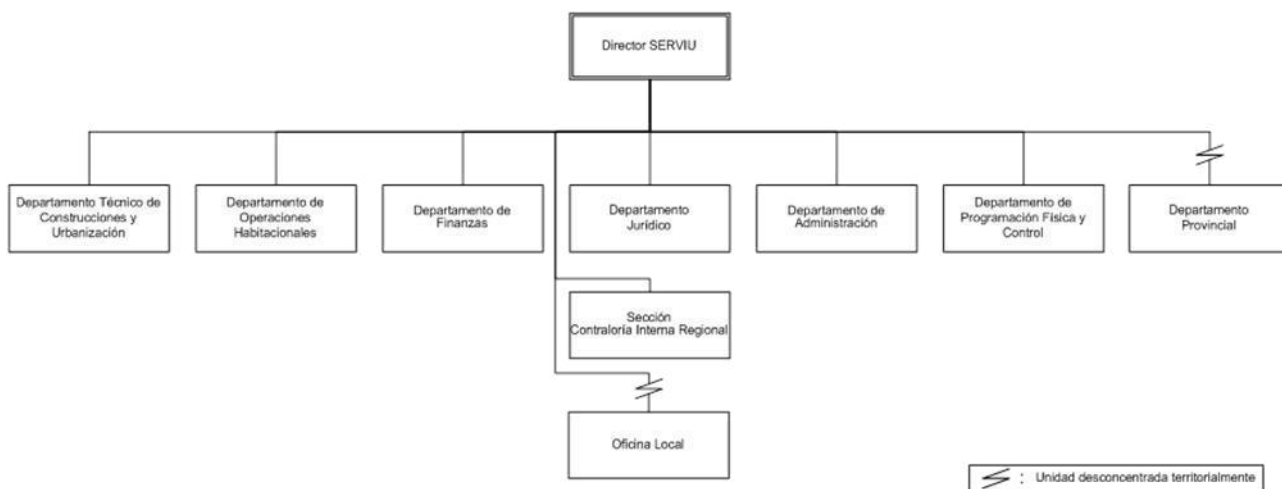 Director SERVIU
Departamento Técnico de
Construcciones y
Urbanización
Departamento de
Operaciones
Habitacionales
Departamento de
Finanzas
Departamento
Jurídico
Departamento de
Administración
Departamento de
Programación Física y
Control
Departamento
Provincial
Sección
Contraloría Interna Regional
Oficina Local
: Unidad desconcentrada territorialmente